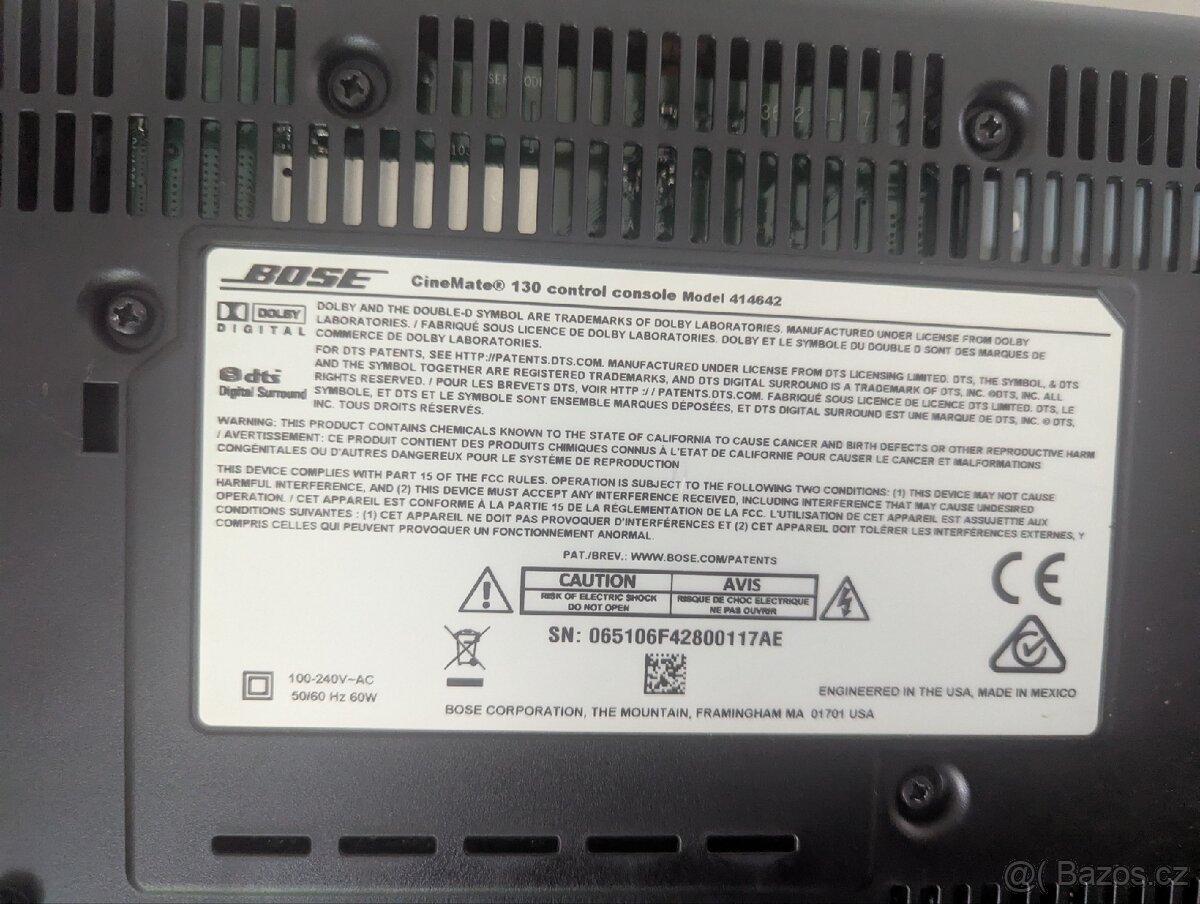 BOSE CineMate® 130 control console Model 414642
DOLBY DIGITAL
DOLBY AND THE DOUBLE-D SYMBOL ARE TRADEMARKS OF DOLBY LABORATORIES. MANUFACTURED UNDER LICENSE FROM DOLBY
LABORATORIES. / FABRIQUÉ SOUS LICENCE DE DOLBY LABORATORIES. DOLBY ET LE SYMBOLE DU DOUBLE D SONT DES MARQUES DE
COMMERCE DE DOLBY LABORATORIES.
dts Digital Surround
FOR DTS PATENTS, SEE HTTP://PATENTS.DTS.COM. MANUFACTURED UNDER LICENSE FROM DTS LICENSING LIMITED. DTS, THE SYMBOL, & DTS
AND THE SYMBOL TOGETHER ARE REGISTERED TRADEMARKS, AND DTS DIGITAL SURROUND IS A TRADEMARK OF DTS, INC. ©DTS, INC. ALL
RIGHTS RESERVED. / POUR LES BREVETS DTS, VOIR HTTP :// PATENTS.DTS.COM. FABRIQUÉ SOUS LICENCE DE LICENCE DTS LIMITED. DTS, LE
SYMBOLE, ET DTS ET LE SYMBOLE SONT ENSEMBLE MARQUES DÉPOSÉES, ET DTS DIGITAL SURROUND EST UNE MARQUE DE DTS, INC. © DTS,
INC. TOUS DROITS RÉSERVÉS.
WARNING: THIS PRODUCT CONTAINS CHEMICALS KNOWN TO THE STATE OF CALIFORNIA TO CAUSE CANCER AND BIRTH DEFECTS OR OTHER REPRODUCTIVE HARM
/ AVERTISSEMENT: CE PRODUIT CONTIENT DES PRODUITS CHIMIQUES CONNUS À L'ETAT DE CALIFORNIE POUR CAUSER LE CANCER ET MALFORMATIONS
CONGÉNITALES OU D'AUTRES DANGEREUX POUR LE SYSTÈME DE REPRODUCTION
THIS DEVICE COMPLIES WITH PART 15 OF THE FCC RULES. OPERATION IS SUBJECT TO THE FOLLOWING TWO CONDITIONS: (1) THIS DEVICE MAY NOT CAUSE
HARMFUL INTERFERENCE, AND (2) THIS DEVICE MUST ACCEPT ANY INTERFERENCE RECEIVED, INCLUDING INTERFERENCE THAT MAY CAUSE UNDESIRED
OPERATION. / CET APPAREIL EST CONFORME À LA PARTIE 15 DE LA RÉGLEMENTATION DE LA FCC. L'UTILISATION DE CET APPAREIL EST ASSUJETTIE AUX
CONDITIONS SUIVANTES : (1) CET APPAREIL NE DOIT PAS PROVOQUER D'INTERFÉRENCES ET (2) CET APPAREIL DOIT TOLÉRER LES INTERFÉRENCES EXTERNES, Y
COMPRIS CELLES QUI PEUVENT PROVOQUER UN FONCTIONNEMENT ANORMAL.
PAT./BREV.: WWW.BOSE.COM/PATENTS
CAUTION AVIS
RISK OF ELECTRIC SHOCK RISQUE DE CHOC ELECTRIQUE
DO NOT OPEN NE PAS OUVRIR
CE
SN: 065106F42800117AE
100-240V~AC
50/60 Hz 60W
ENGINEERED IN THE USA, MADE IN MEXICO
BOSE CORPORATION, THE MOUNTAIN, FRAMINGHAM MA 01701 USA
@( Bazos.cz